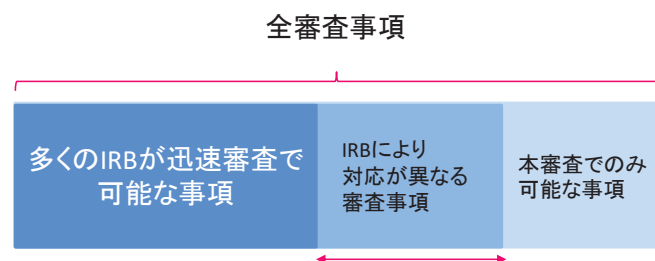 全審査事項
多くのIRBが迅速審査で
可能な事項
IRBにより
対応が異なる
審査事項
本審査でのみ
可能な事項